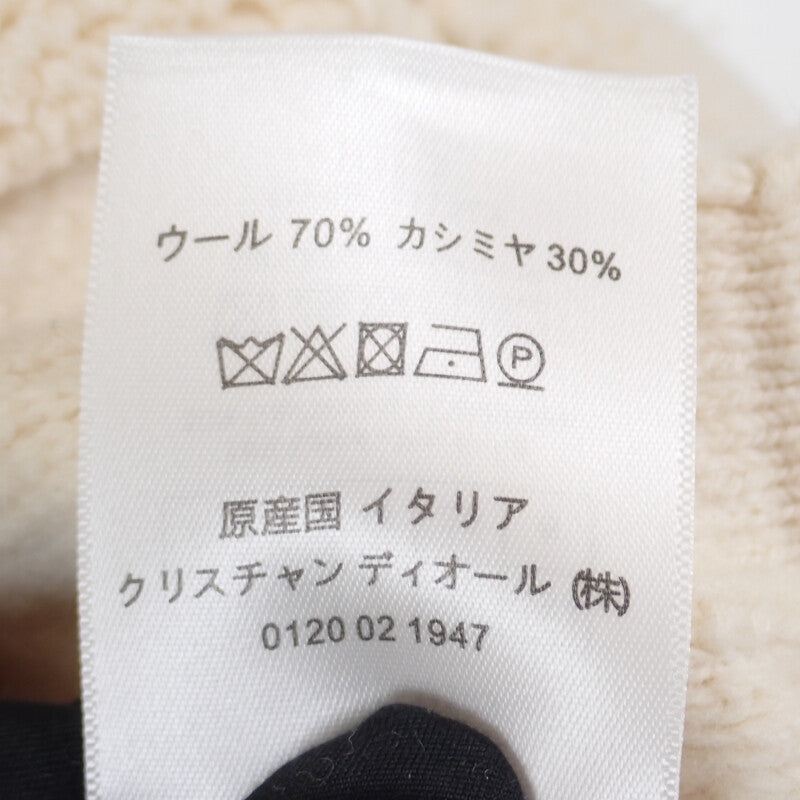 ウール 70% カシミヤ 30%
P
原産国 イタリア
クリスチャン ディオール (株)
0120 02 1947